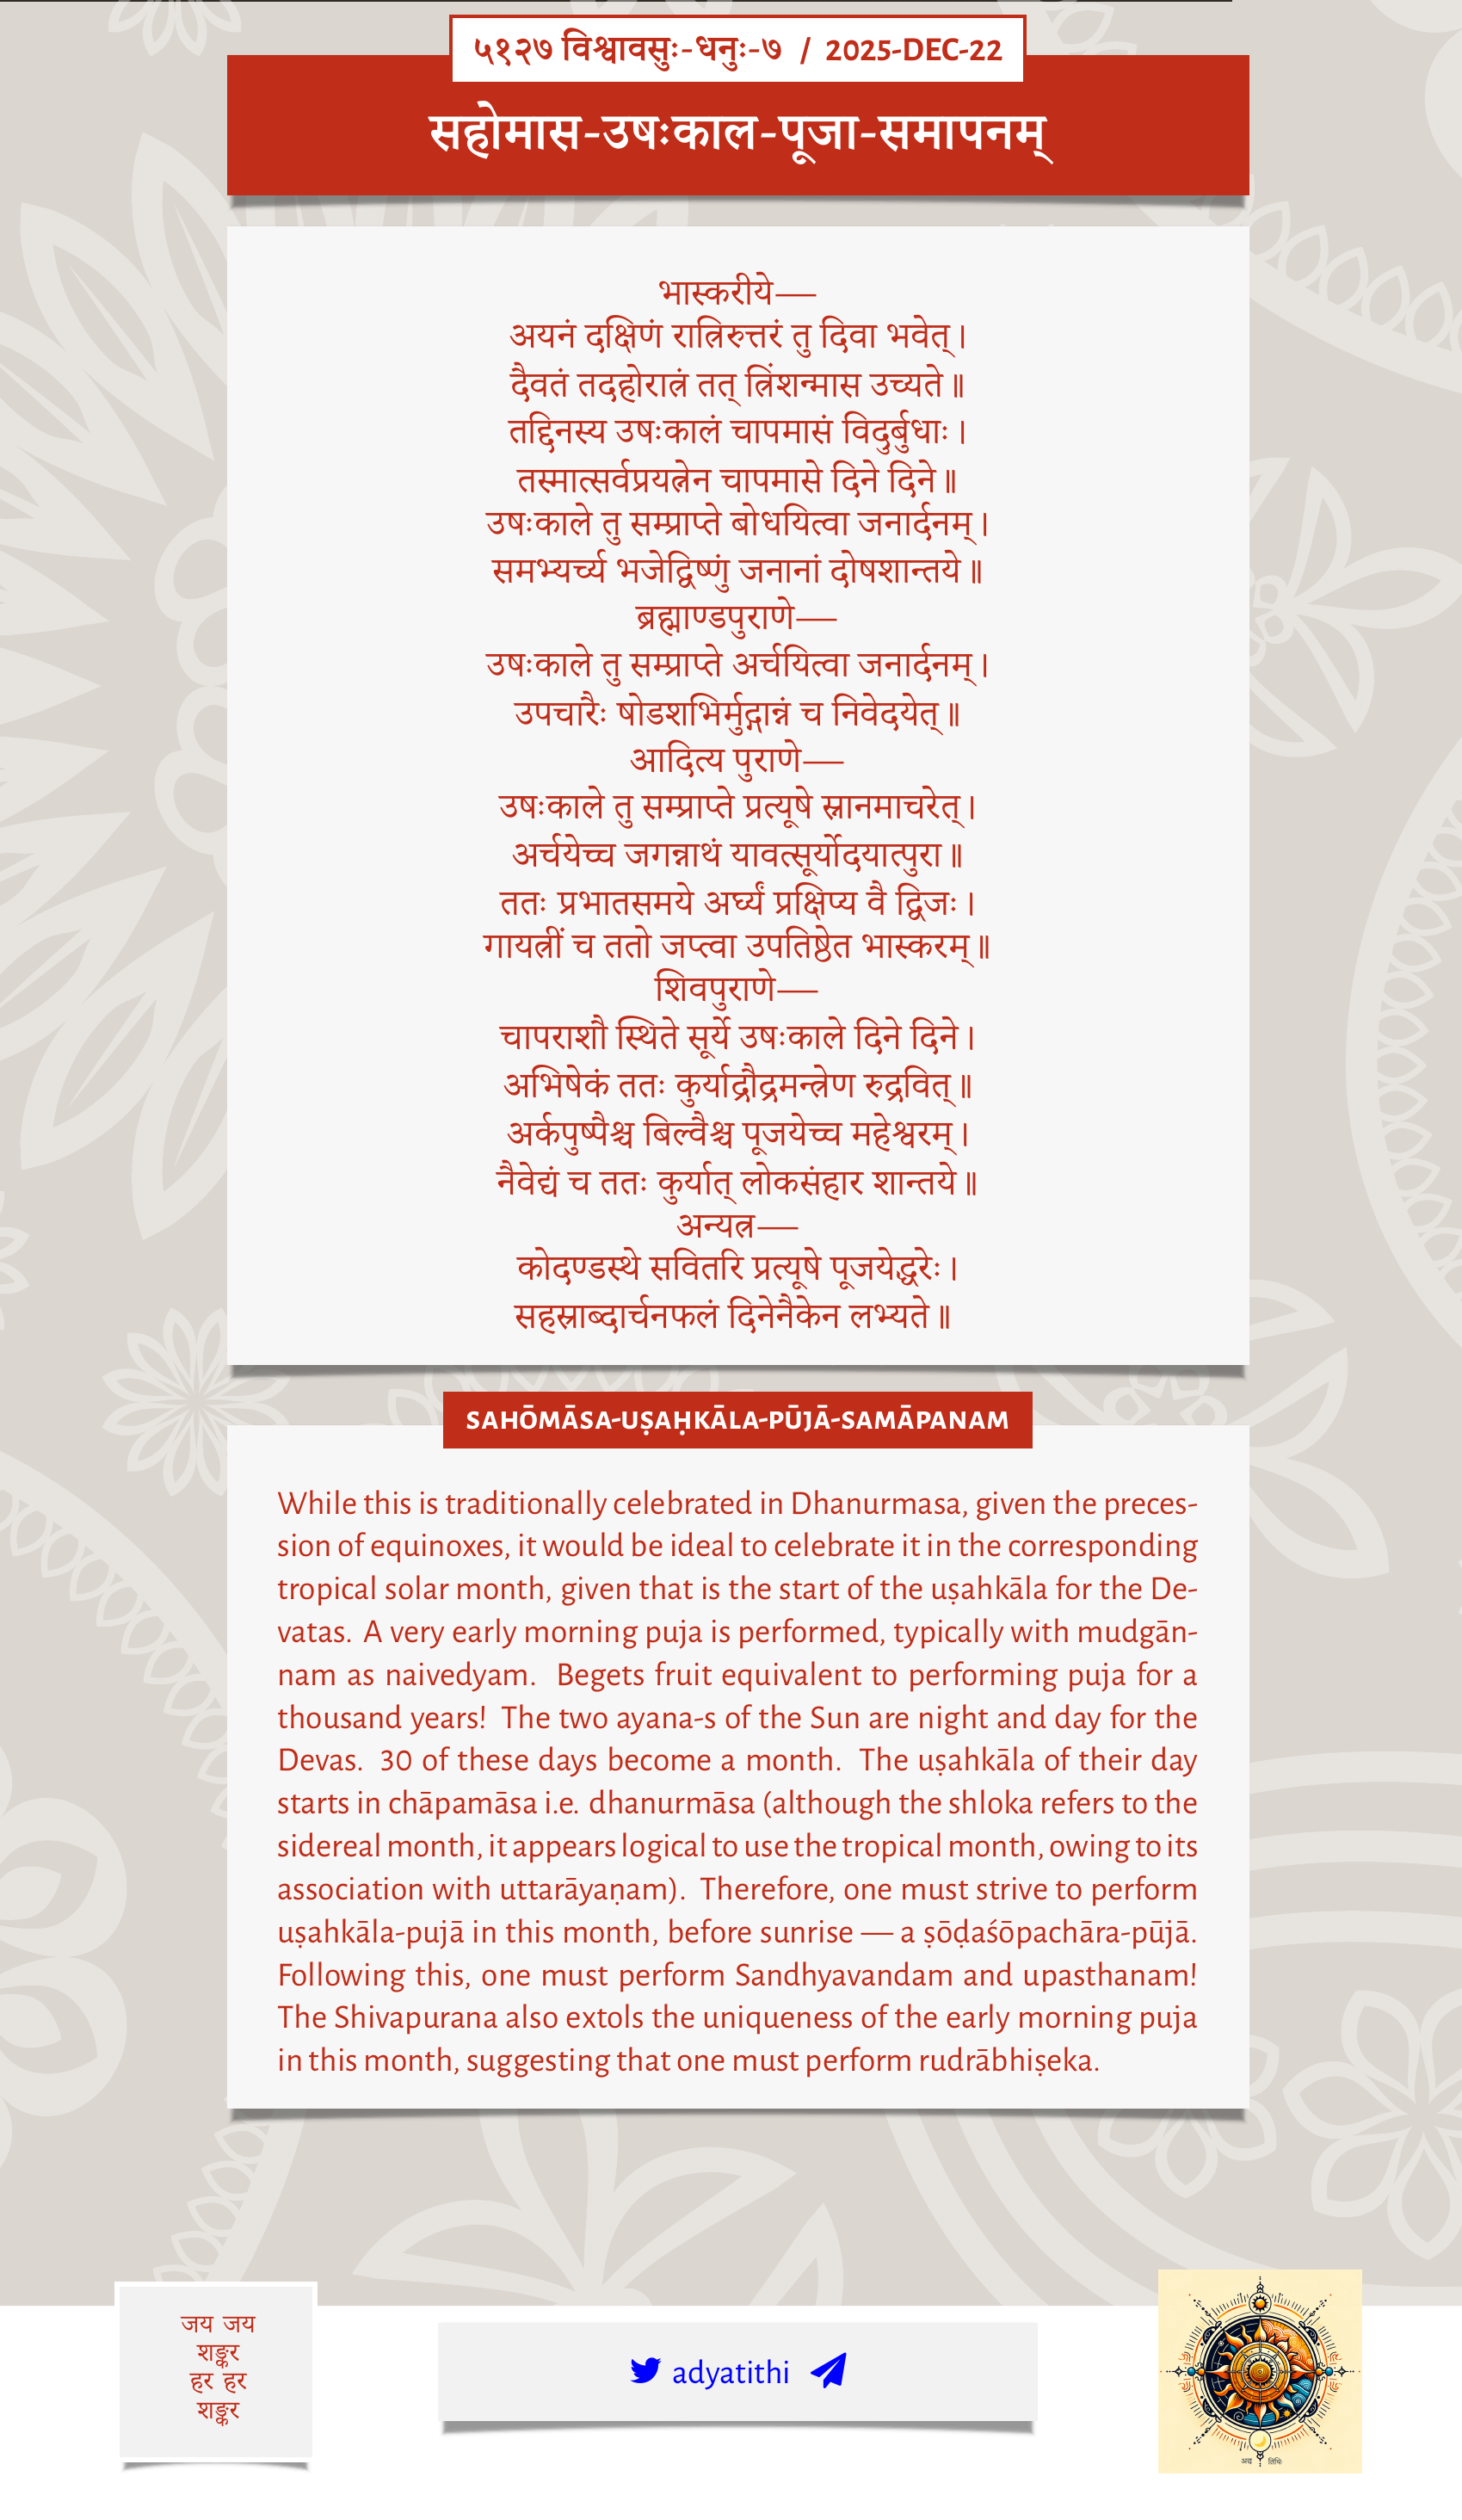 ५१२७ विश्वावसुः-धनुः-७ / 2025-DEC-22
सहोमास-उषःकाल-पूजा-समापनम्
भास्करीये—
अयनं दक्षिणं रात्रिरुत्तरं तु दिवा भवेत्।
दैवतं तदहोरात्रं तत् त्रिंशन्मास उच्यते॥
तद्दिनस्य उषःकालं चापमासं विदुर्बुधाः।
तस्मात्सर्वप्रयत्नेन चापमासे दिने दिने॥
उषःकाले तु सम्प्राप्ते बोधयित्वा जनार्दनम्।
समभ्यर्च्य भजेद्विष्णुं जनानां दोषशान्तये॥
ब्रह्माण्डपुराणे—
उषःकाले तु सम्प्राप्ते अर्चयित्वा जनार्दनम्।
उपचारैः षोडशभिर्मुद्गान्नं च निवेदयेत्॥
आदित्य पुराणे—
उषःकाले तु सम्प्राप्ते प्रत्यूषे स्नानमाचरेत्।
अर्चयेच्च जगन्नाथं यावत्सूर्योदयात्पुरा॥
ततः प्रभातसमये अर्घ्यं प्रक्षिप्य वै द्विजः।
गायत्रीं च ततो जप्त्वा उपतिष्ठेत भास्करम्॥
शिवपुराणे—
चापराशौ स्थिते सूर्ये उषःकाले दिने दिने।
अभिषेकं ततः कुर्याद्रौद्रमन्त्रेण रुद्रवित्॥
अर्कपुष्पैश्च बिल्वैश्च पूजयेच्च महेश्वरम्।
नैवेद्यं च ततः कुर्यात् लोकसंहार शान्तये॥
अन्यत्र—
कोदण्डस्थे सवितरि प्रत्यूषे पूजयेद्धरेः।
सहस्राब्दार्चनफलं दिनेनैकेन लभ्यते॥
SAHŌMĀSA-UṢAḤKĀLA-PŪJĀ-SAMĀPANAM
While this is traditionally celebrated in Dhanurmasa, given the preces-
sion of equinoxes, it would be ideal to celebrate it in the corresponding
tropical solar month, given that is the start of the uṣahkāla for the De-
vatas. A very early morning puja is performed, typically with mudgān-
nam as naivedyam. Begets fruit equivalent to performing puja for a
thousand years! The two ayana-s of the Sun are night and day for the
Devas. 30 of these days become a month. The uṣahkāla of their day
starts in chāpamāsa i.e. dhanurmāsa (although the shloka refers to the
sidereal month, it appears logical to use the tropical month, owing to its
association with uttarāyaṇam). Therefore, one must strive to perform
uṣahkāla-pujā in this month, before sunrise — a ṣōḍaśōpachāra-pūjā.
Following this, one must perform Sandhyavandam and upasthanam!
The Shivapurana also extols the uniqueness of the early morning puja
in this month, suggesting that one must perform rudrābhiṣeka.
जय जय
शङ्कर
हर हर
शङ्कर
adyatithi
अद्य तिथिः